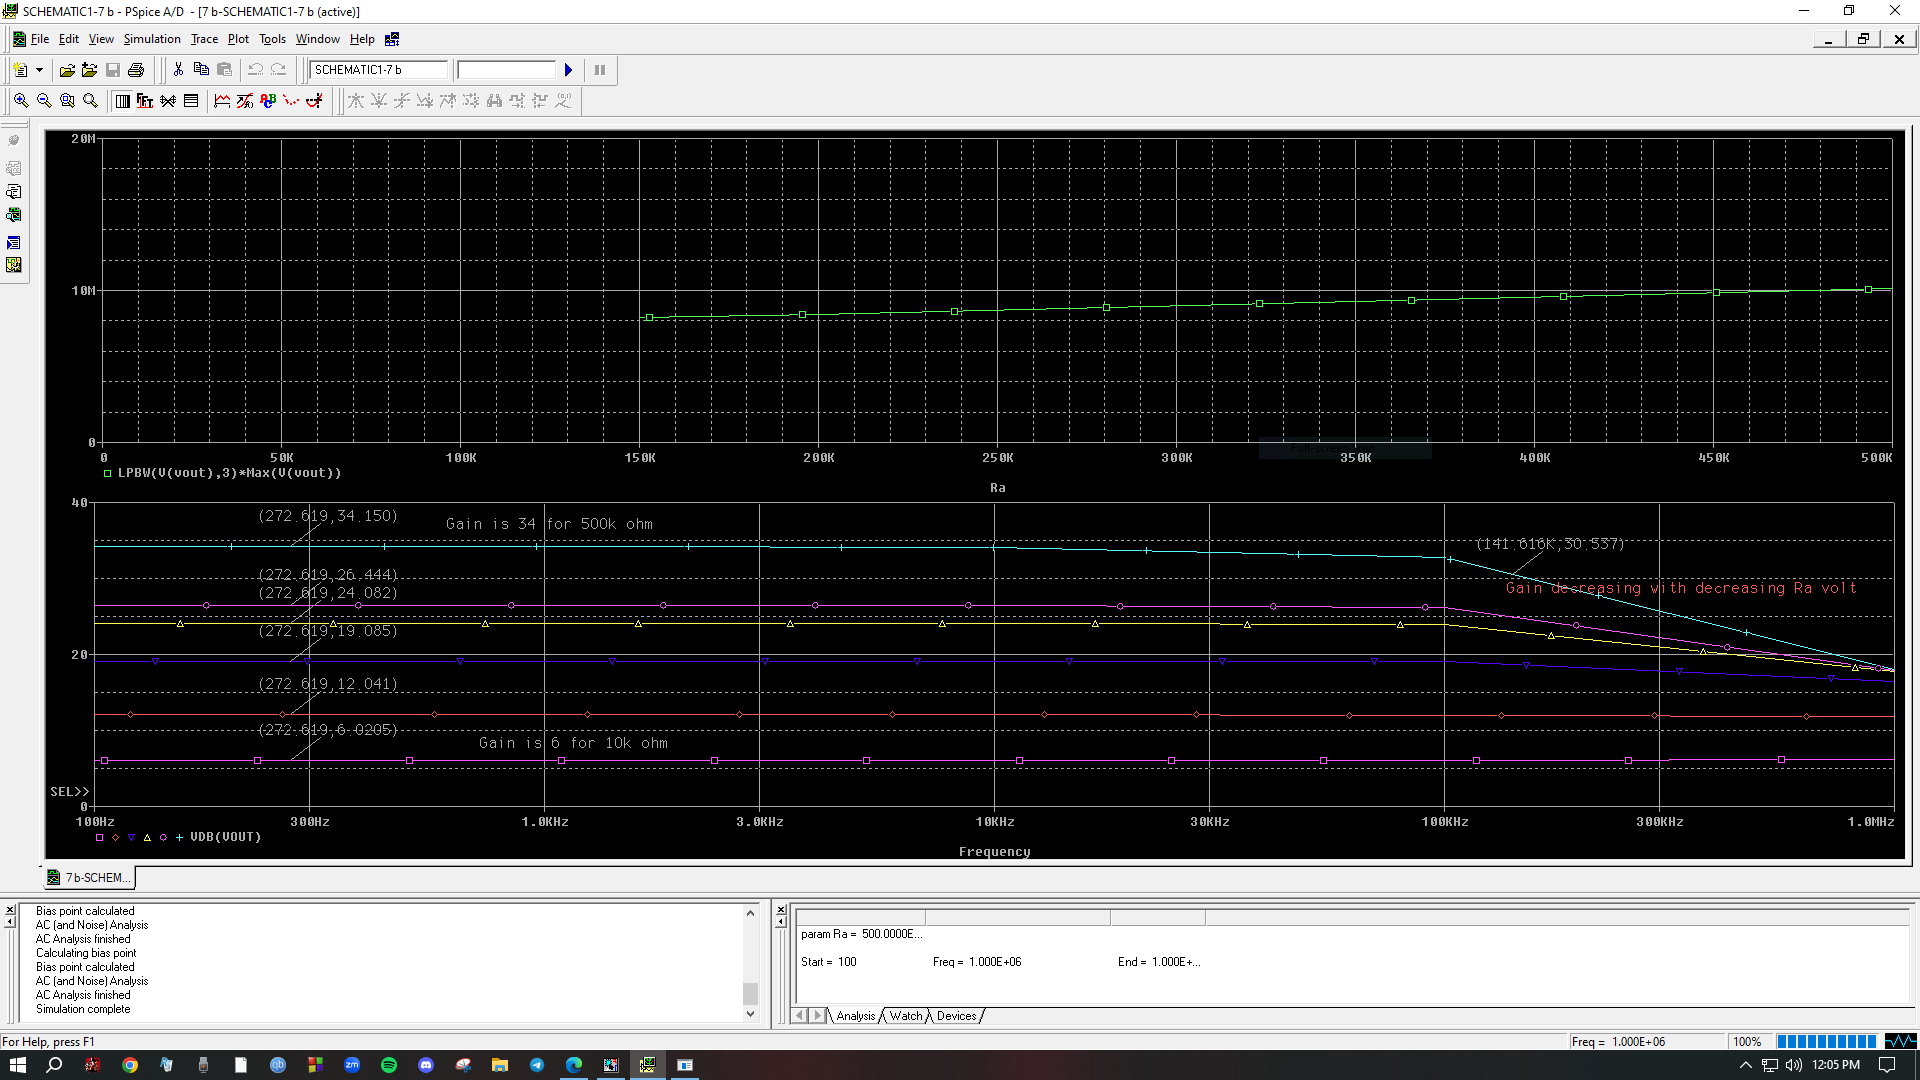 SCHEMATIC1-7 b - PSpice A/D - [7 b-SCHEMATIC1-7 b (active)]
File Edit View Simulation Trace Plot Tools Window Help
SCHEMATIC1-7 b
20M
10M
0
0 50K 100K 150K 200K 250K 300K 350K 400K 450K 500K
LPBW(V(vout),3)*Max(V(vout))
Ra
40
(272.619,34.150)
Gain is 34 for 500k ohm
(141.616K,30.537)
(272.619,26.444)
Gain decreasing with decreasing Ra volt
(272.619,24.082)
(272.619,19.085)
20
(272.619,12.041)
(272.619,6.0205)
Gain is 6 for 10k ohm
SEL>>
0
100Hz 300Hz 1.0KHz 3.0KHz 10KHz 30KHz 100KHz 300KHz 1.0MHz
VDB(VOUT)
Frequency
7 b-SCHEM...
Bias point calculated
AC (and Noise) Analysis
AC Analysis finished
Calculating bias point
Bias point calculated
AC (and Noise) Analysis
AC Analysis finished
Simulation complete
param Ra = 500.0000E...
Start = 100 Freq = 1.000E+06 End = 1.000E+...
Analysis Watch Devices
For Help, press F1
Freq = 1.000E+06 100%
12:05 PM